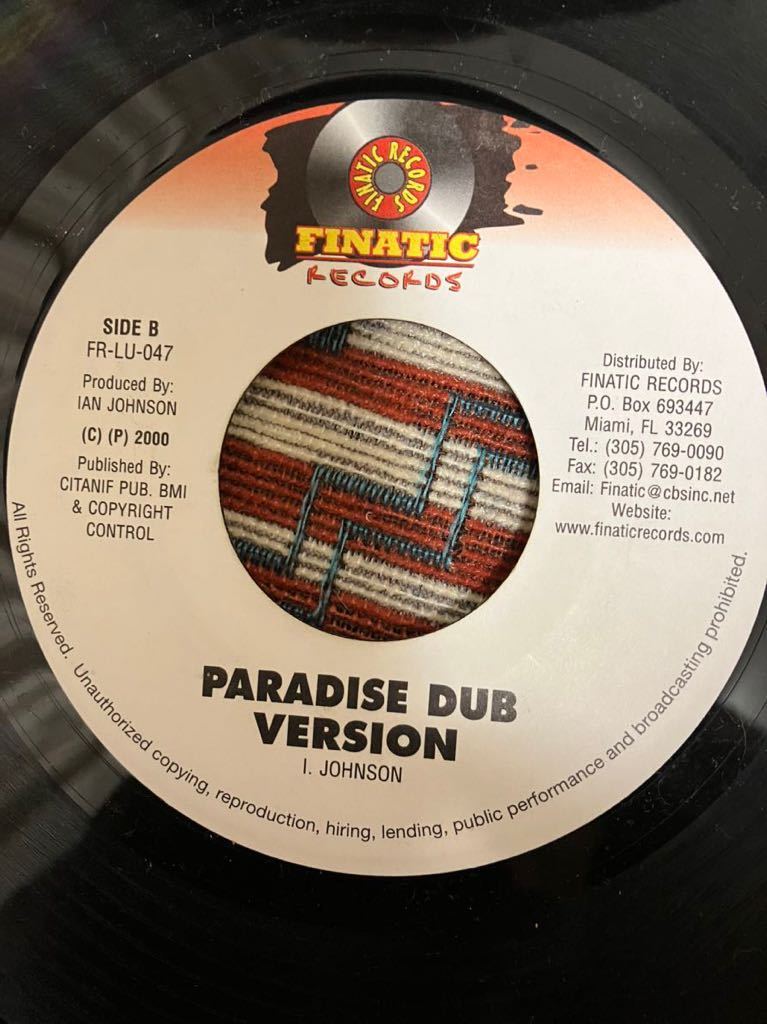 FINATIC RECORDS
FINATIC
RECORDS
SIDE B
FR-LU-047
Produced By:
IAN JOHNSON
(C) (P) 2000
Published By:
CITANIF PUB. BMI
& COPYRIGHT
CONTROL
Distributed By:
FINATIC RECORDS
P.O. Box 693447
Miami, FL 33269
Tel.: (305) 769-0090
Fax: (305) 769-0182
Email: Finatic@cbsinc.net
Website:
www.finaticrecords.com
PARADISE DUB
VERSION
I. JOHNSON
All Rights Reserved. Unauthorized copying, reproduction, hiring, lending, public performance and broadcasting prohibited.